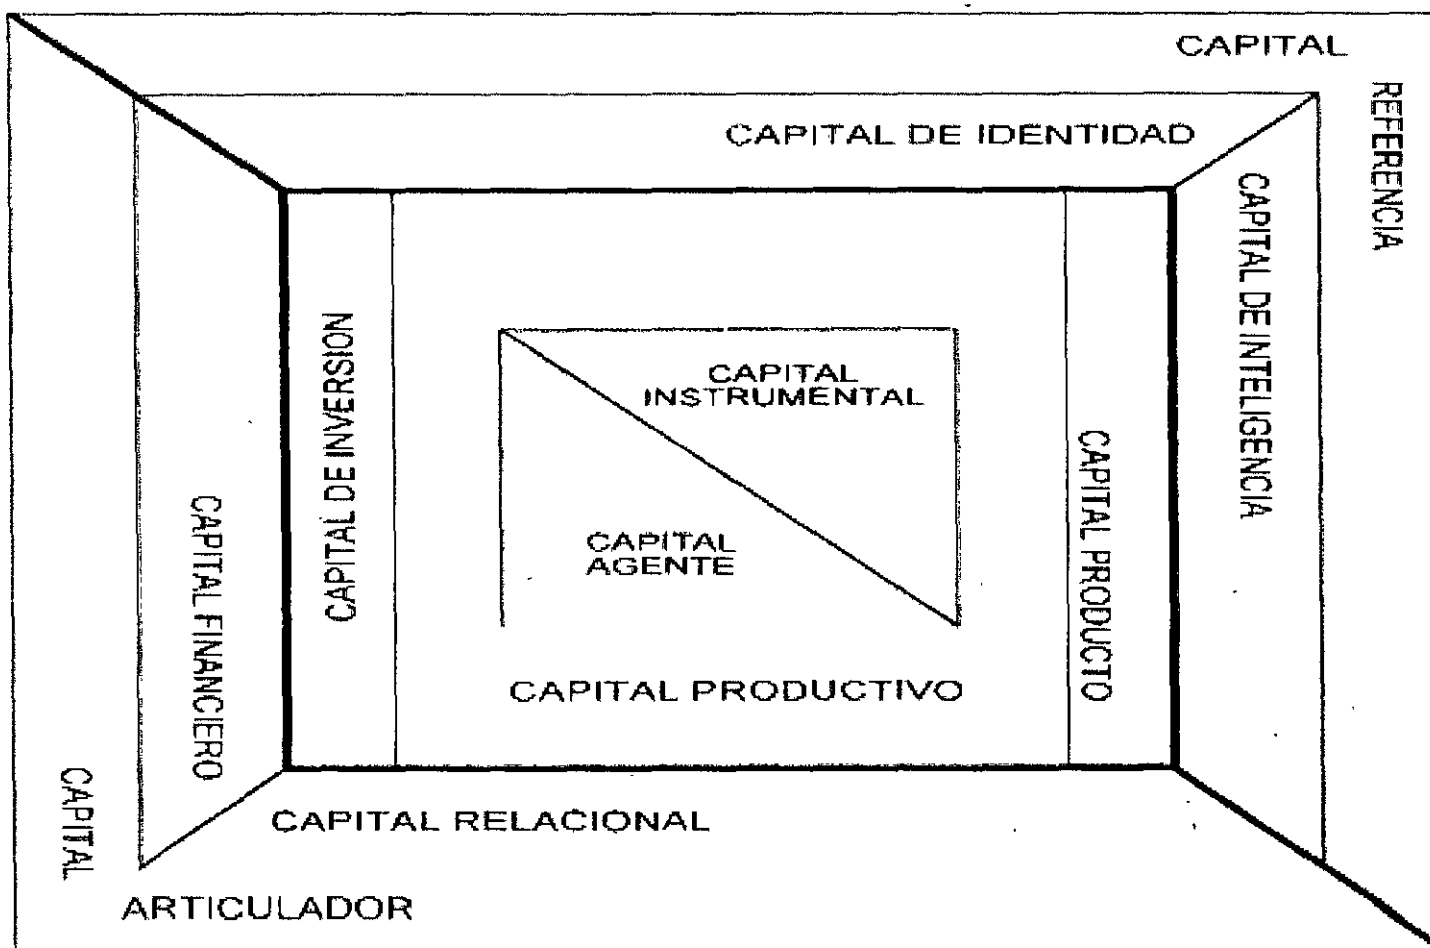 CAPITAL
REFERENCIA
CAPITAL DE IDENTIDAD
CAPITAL DE INTELIGENCIA
CAPITAL DE INVERSION
CAPITAL
INSTRUMENTAL
CAPITAL
AGENTE
CAPITAL PRODUCTO
CAPITAL PRODUCTIVO
CAPITAL FINANCIERO
CAPITAL RELACIONAL
CAPITAL
ARTICULADOR